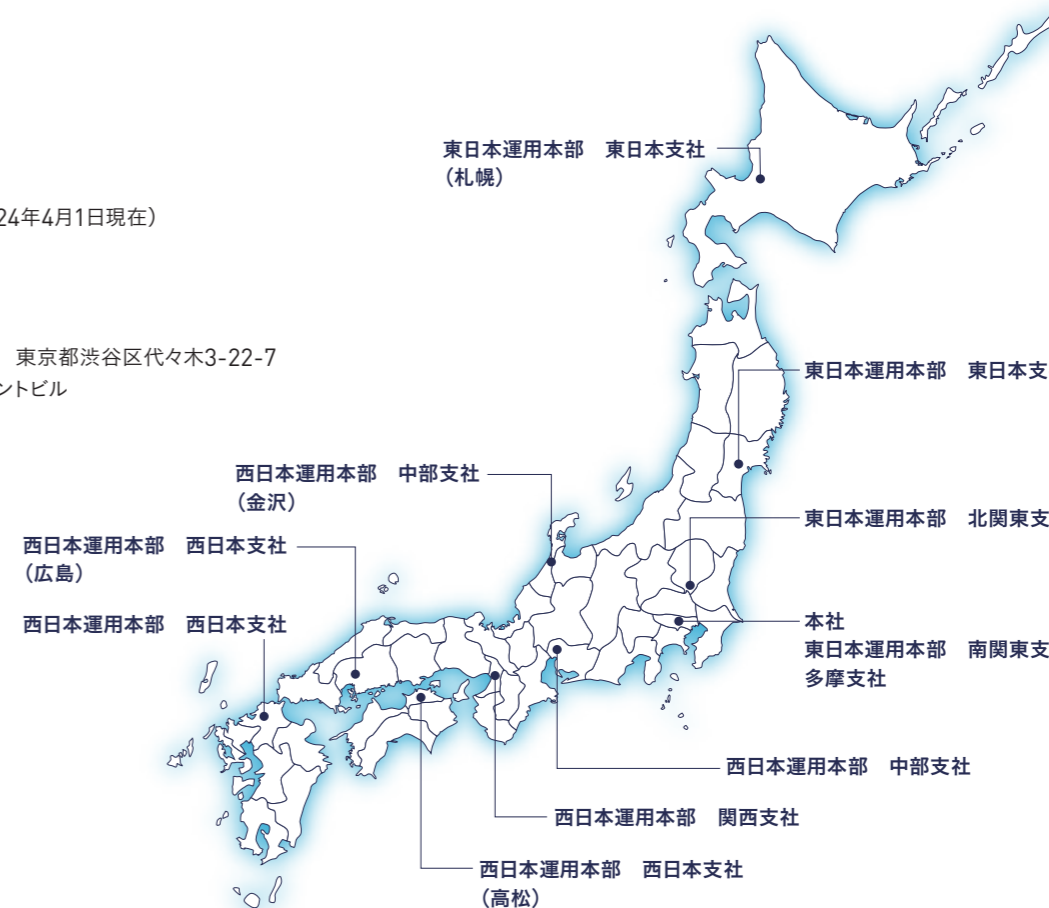 24年4月1日現在）
東京都渋谷区代々木3-22-7
ントビル
東日本運用本部　東日本支社
（札幌）
東日本運用本部　東日本支
西日本運用本部　中部支社
（金沢）
東日本運用本部　北関東支
西日本運用本部　西日本支社
（広島）
西日本運用本部　西日本支社
本社
東日本運用本部　南関東支
多摩支社
西日本運用本部　中部支社
西日本運用本部　関西支社
西日本運用本部　西日本支社
（高松）